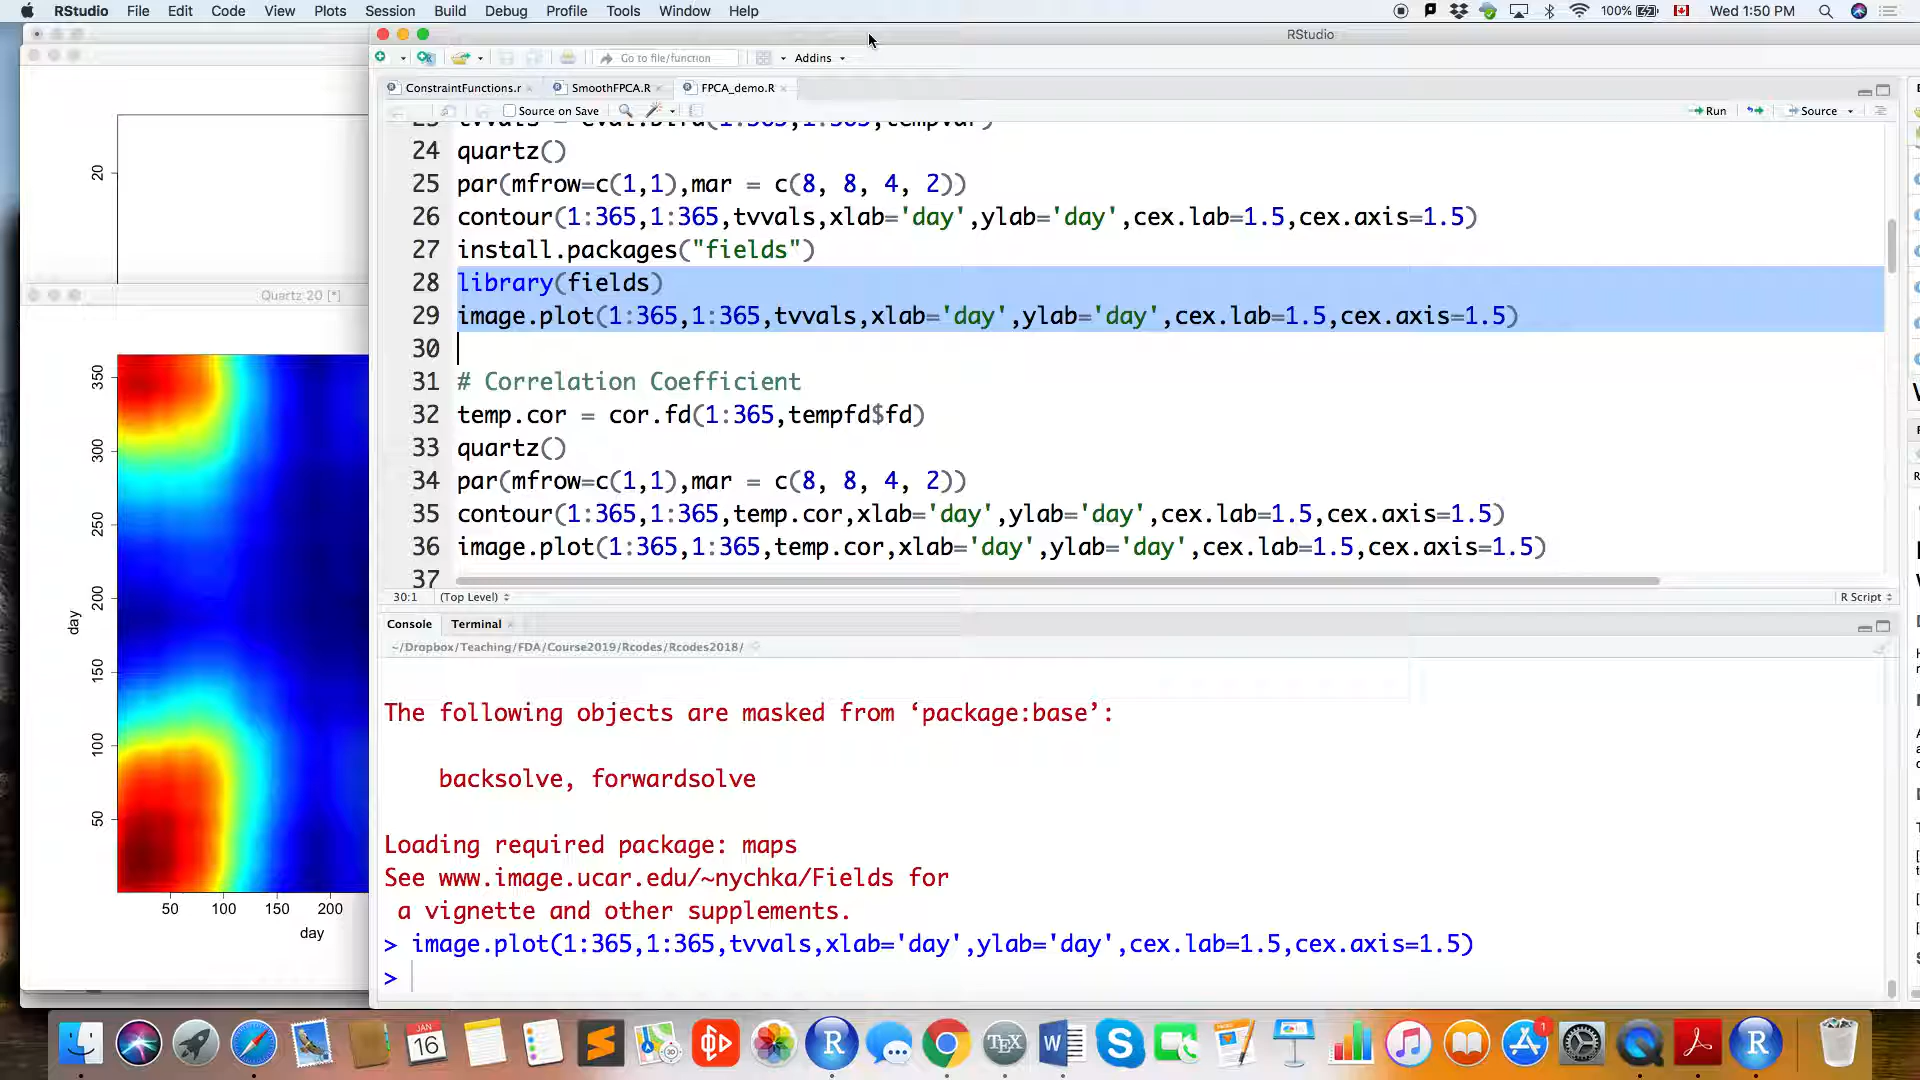 RStudio File Edit Code View Plots Session Build Debug Profile Tools Window Help 100% Wed 1:50 PM
RStudio
Go to file/function Addins
ConstraintFunctions.r SmoothFPCA.R FPCA_demo.R
Source on Save Run Source
24 quartz()
25 par(mfrow=c(1,1),mar = c(8, 8, 4, 2))
26 contour(1:365,1:365,tvvals,xlab='day',ylab='day',cex.lab=1.5,cex.axis=1.5)
27 install.packages("fields")
28 library(fields)
29 image.plot(1:365,1:365,tvvals,xlab='day',ylab='day',cex.lab=1.5,cex.axis=1.5)
30
31 # Correlation Coefficient
32 temp.cor = cor.fd(1:365,tempfd$fd)
33 quartz()
34 par(mfrow=c(1,1),mar = c(8, 8, 4, 2))
35 contour(1:365,1:365,temp.cor,xlab='day',ylab='day',cex.lab=1.5,cex.axis=1.5)
36 image.plot(1:365,1:365,temp.cor,xlab='day',ylab='day',cex.lab=1.5,cex.axis=1.5)
37
30:1 (Top Level) R Script
Console Terminal
~/Dropbox/Teaching/FDA/Course2019/Rcodes/Rcodes2018/
The following objects are masked from ‘package:base’:
backsolve, forwardsolve
Loading required package: maps
See www.image.ucar.edu/~nychka/Fields for
a vignette and other supplements.
> image.plot(1:365,1:365,tvvals,xlab='day',ylab='day',cex.lab=1.5,cex.axis=1.5)
>
20
Quartz 20 [*]
350
300
250
200
150
100
50
day
50 100 150 200
day
JAN
16